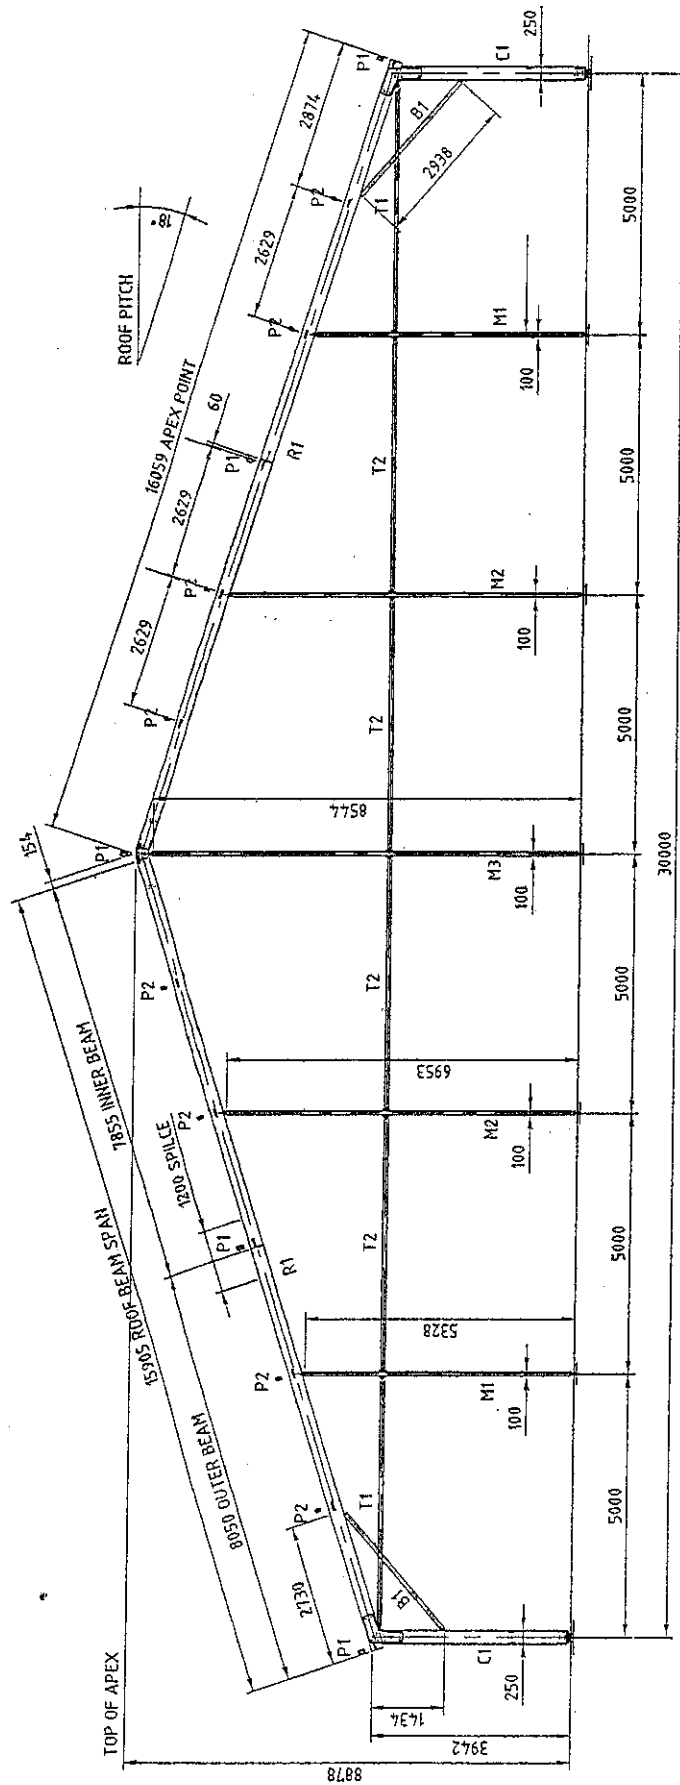 TOP OF APEX
15905 ROOF BEAM SPAN
8050 OUTER BEAM
7855 INNER BEAM
1200 SPILCE
154
16059 APEX POINT
ROOF PITCH
18°
2730
2629
2629
60
2629
2874
P1
P2
P2
P1
P2
P2
P1
P2
P2
P1
P2
P2
P1
R1
R1
B1
B1
2938
T1
T2
T2
T2
T2
T1
8878
3942
1434
5328
6953
8544
C1
M1
M2
M3
M2
M1
C1
250
100
100
100
100
100
250
5000
5000
5000
5000
5000
5000
30000